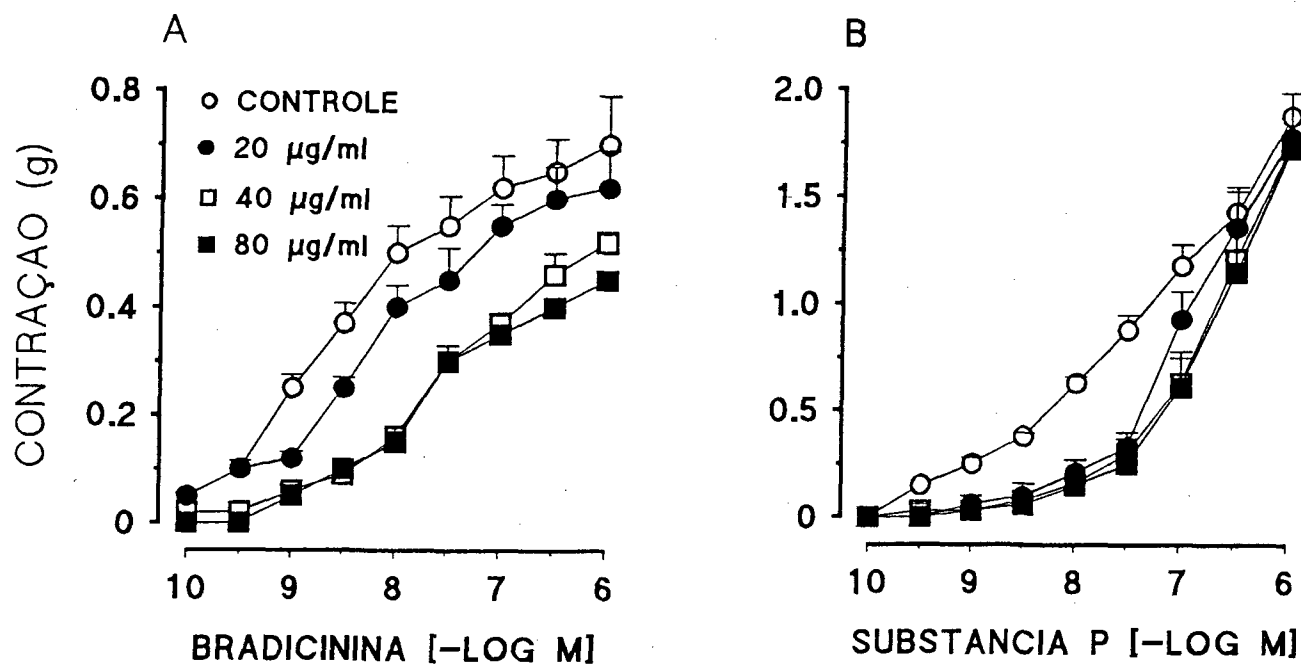 A
CONTRAÇAO (g)
0.8
0.6
0.4
0.2
0
CONTROLE
20 µg/ml
40 µg/ml
80 µg/ml
10 9 8 7 6
BRADICININA [-LOG M]
B
2.0
1.5
1.0
0.5
0
10 9 8 7 6
SUBSTANCIA P [-LOG M]